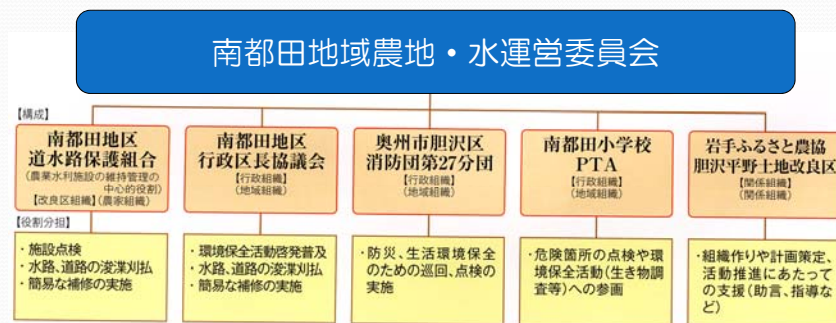 南都田地域農地・水運営委員会
【構成】
南都田地区
道水路保護組合
(農業水利施設の維持管理の
中心的役割)
【改良区組織】(農家組織)
南都田地区
行政区長協議会
【行政組織】
(地域組織)
奥州市胆沢区
消防団第27分団
【行政組織】
(地域組織)
南都田小学校
PTA
【行政組織】
(地域組織)
岩手ふるさと農協
胆沢平野土地改良区
【関係組織】
(関係組織)
【役割分担】
・施設点検
・水路、道路の浚渫刈払
・簡易な補修の実施
・環境保全活動啓発普及
・水路、道路の浚渫刈払
・簡易な補修の実施
・防災、生活環境保全
のための巡回、点検の
実施
・危険箇所の点検や環
境保全活動(生き物調
査等)への参画
・組織作りや計画策定、
活動推進にあたって
の支援(助言、指導な
ど)